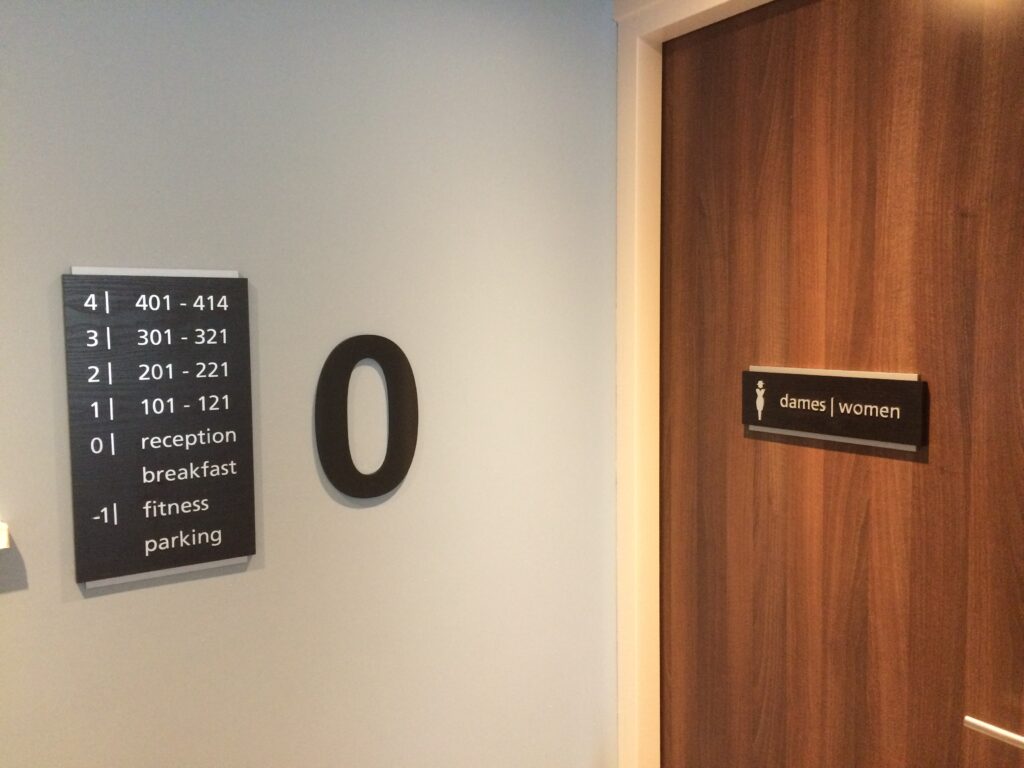 4 | 401 - 414
3 | 301 - 321
2 | 201 - 221
1 | 101 - 121
0 | reception
breakfast
-1 | fitness
parking
0
dames | women